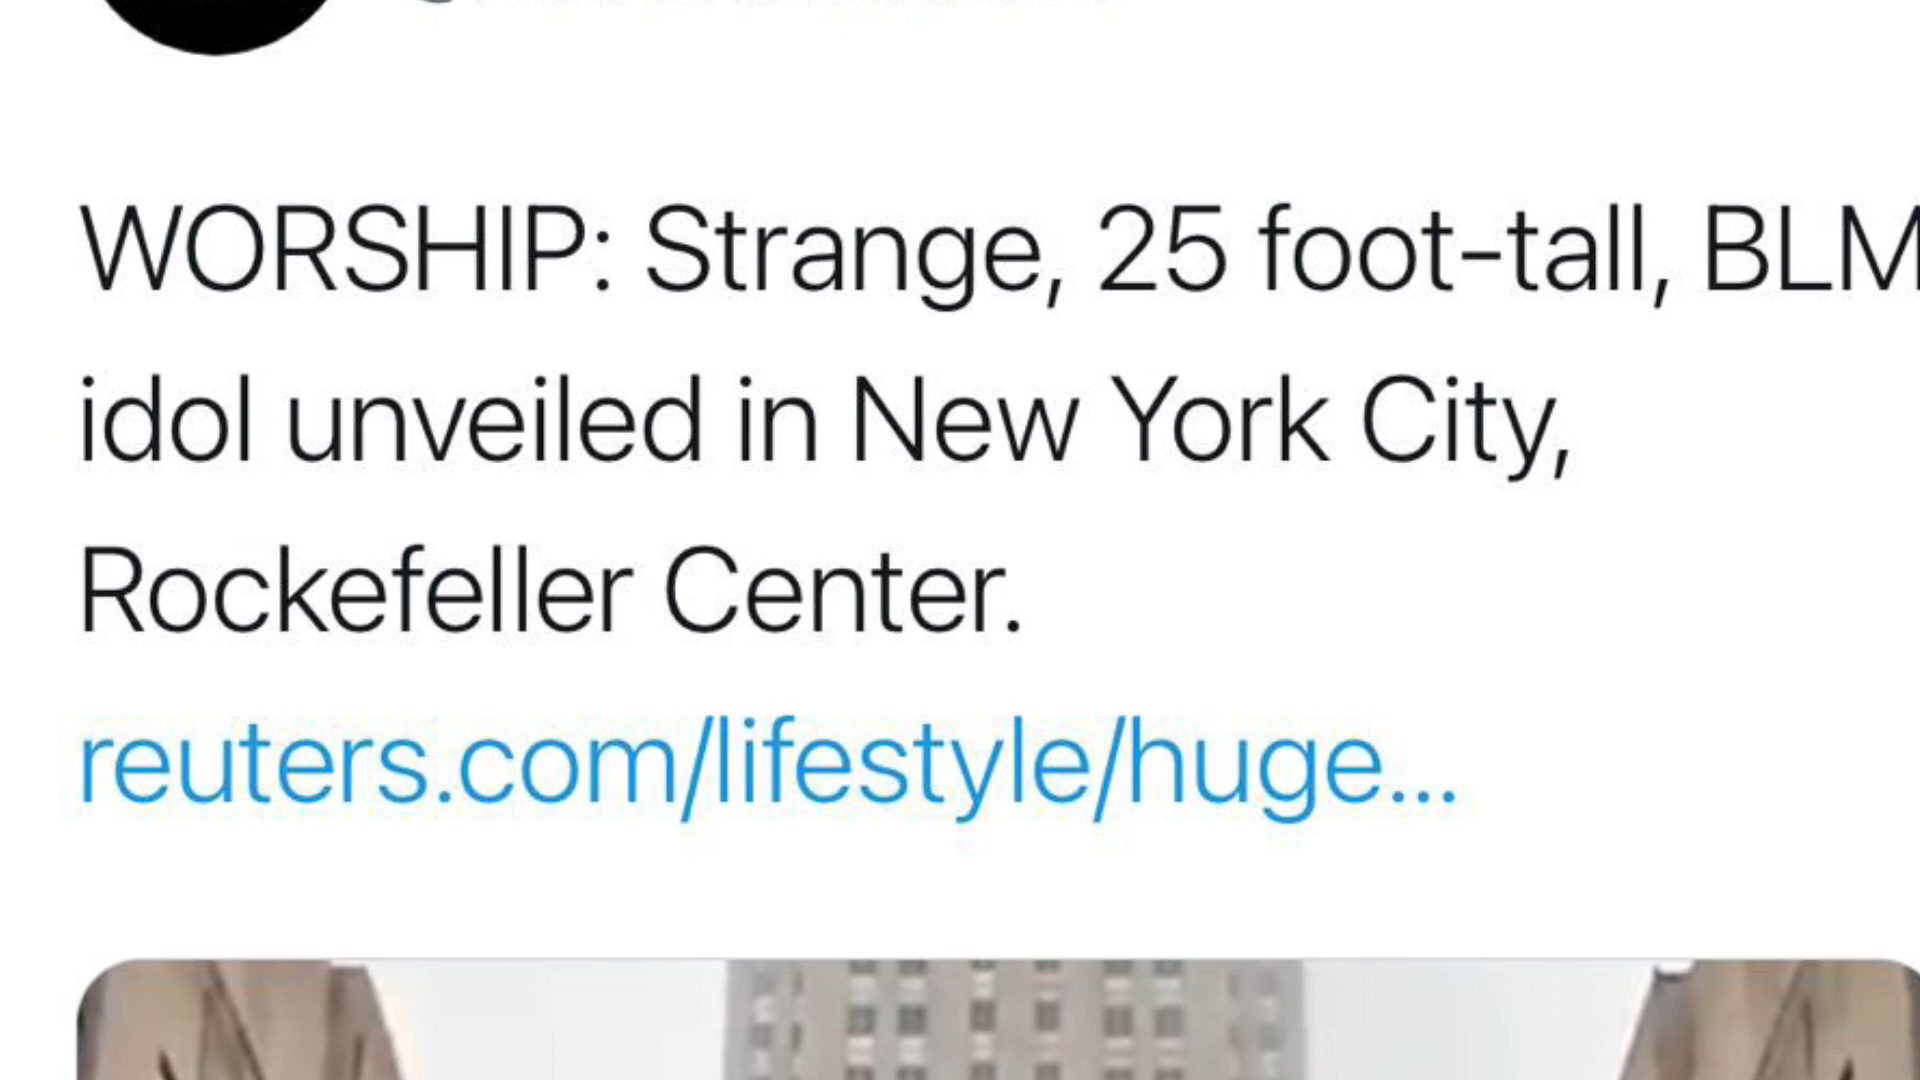 WORSHIP: Strange, 25 foot-tall, BLM
idol unveiled in New York City,
Rockefeller Center.
reuters.com/lifestyle/huge...